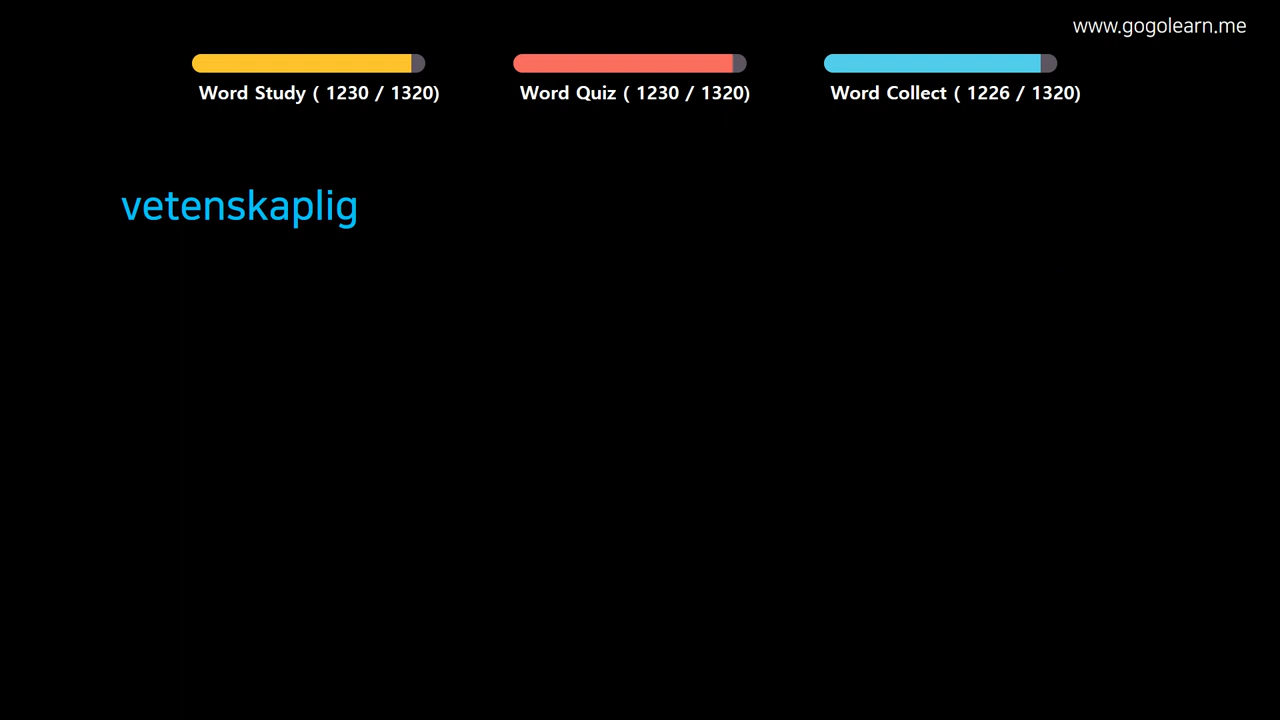 www.gogolearn.me
Word Study ( 1230 / 1320)
Word Quiz ( 1230 / 1320)
Word Collect ( 1226 / 1320)
vetenskaplig